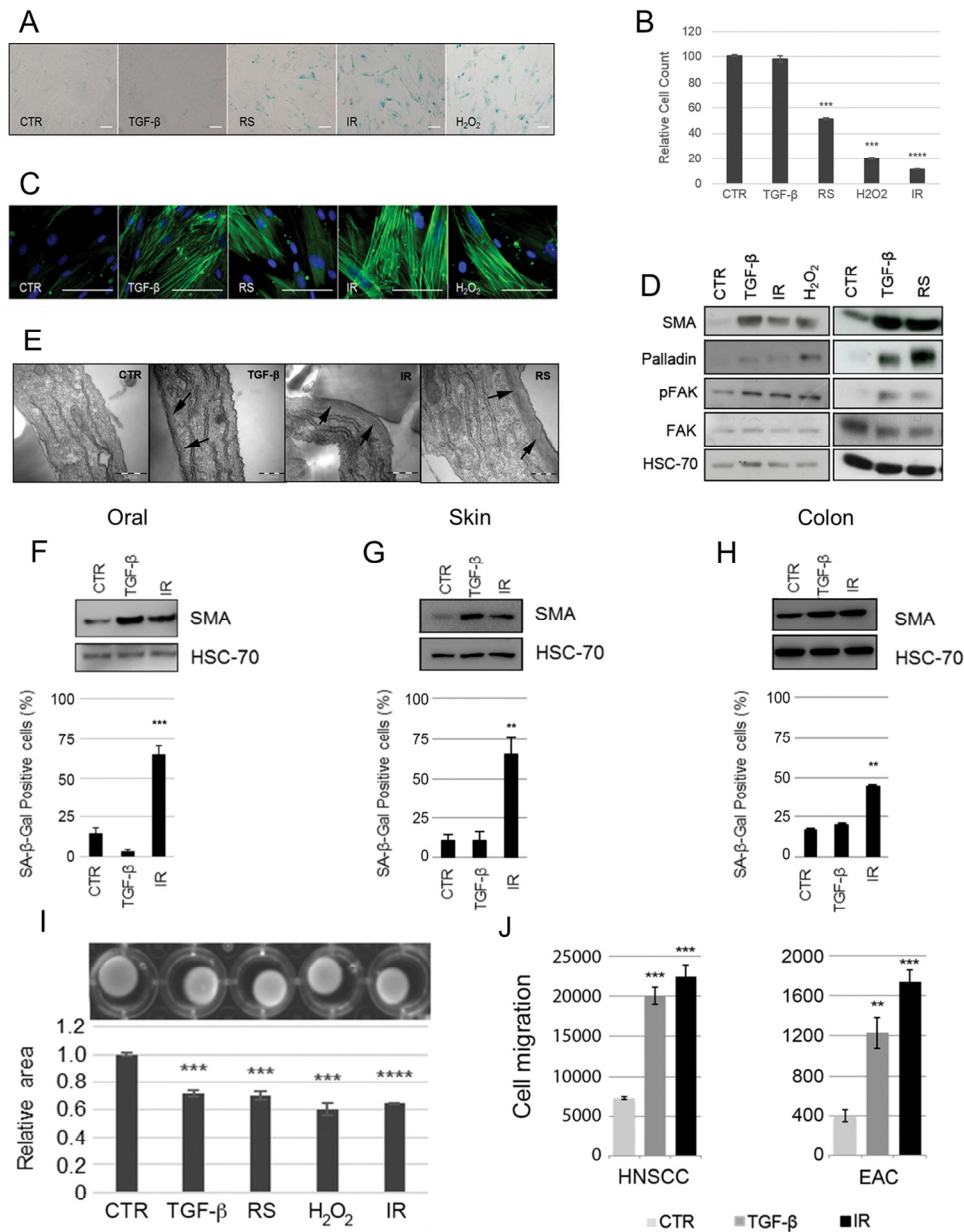 A
CTR TGF-β RS IR H₂O₂
B
Relative Cell Count
120
100
80
60
40
20
0
***
***
****
CTR TGF-β RS H2O2 IR
C
CTR TGF-β RS IR H₂O₂
D
CTR TGF-β IR H₂O₂ CTR TGF-β RS
SMA
Palladin
pFAK
FAK
HSC-70
E
CTR TGF-β IR RS
Oral Skin Colon
F
CTR TGF-β IR
SMA
HSC-70
SA-β-Gal Positive cells (%)
100
75
50
25
0
***
CTR TGF-β IR
G
CTR TGF-β IR
SMA
HSC-70
SA-β-Gal Positive cells (%)
100
75
50
25
0
**
CTR TGF-β IR
H
CTR TGF-β IR
SMA
HSC-70
SA-β-Gal Positive cells (%)
100
75
50
25
0
**
CTR TGF-β IR
I
Relative area
1.2
1.0
0.8
0.6
0.4
0.2
0
*** *** *** ****
CTR TGF-β RS H₂O₂ IR
J
Cell migration
25000
20000
15000
10000
5000
0
*** ***
HNSCC
1600
1200
800
400
0
** ***
EAC
CTR TGF-β IR